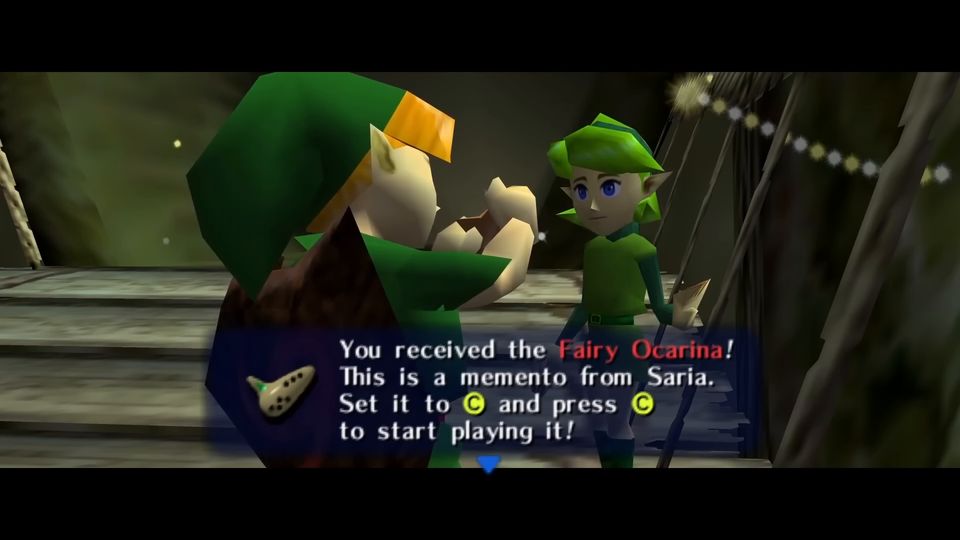 You received the Fairy Ocarina!
This is a memento from Saria.
Set it to C and press C
to start playing it!